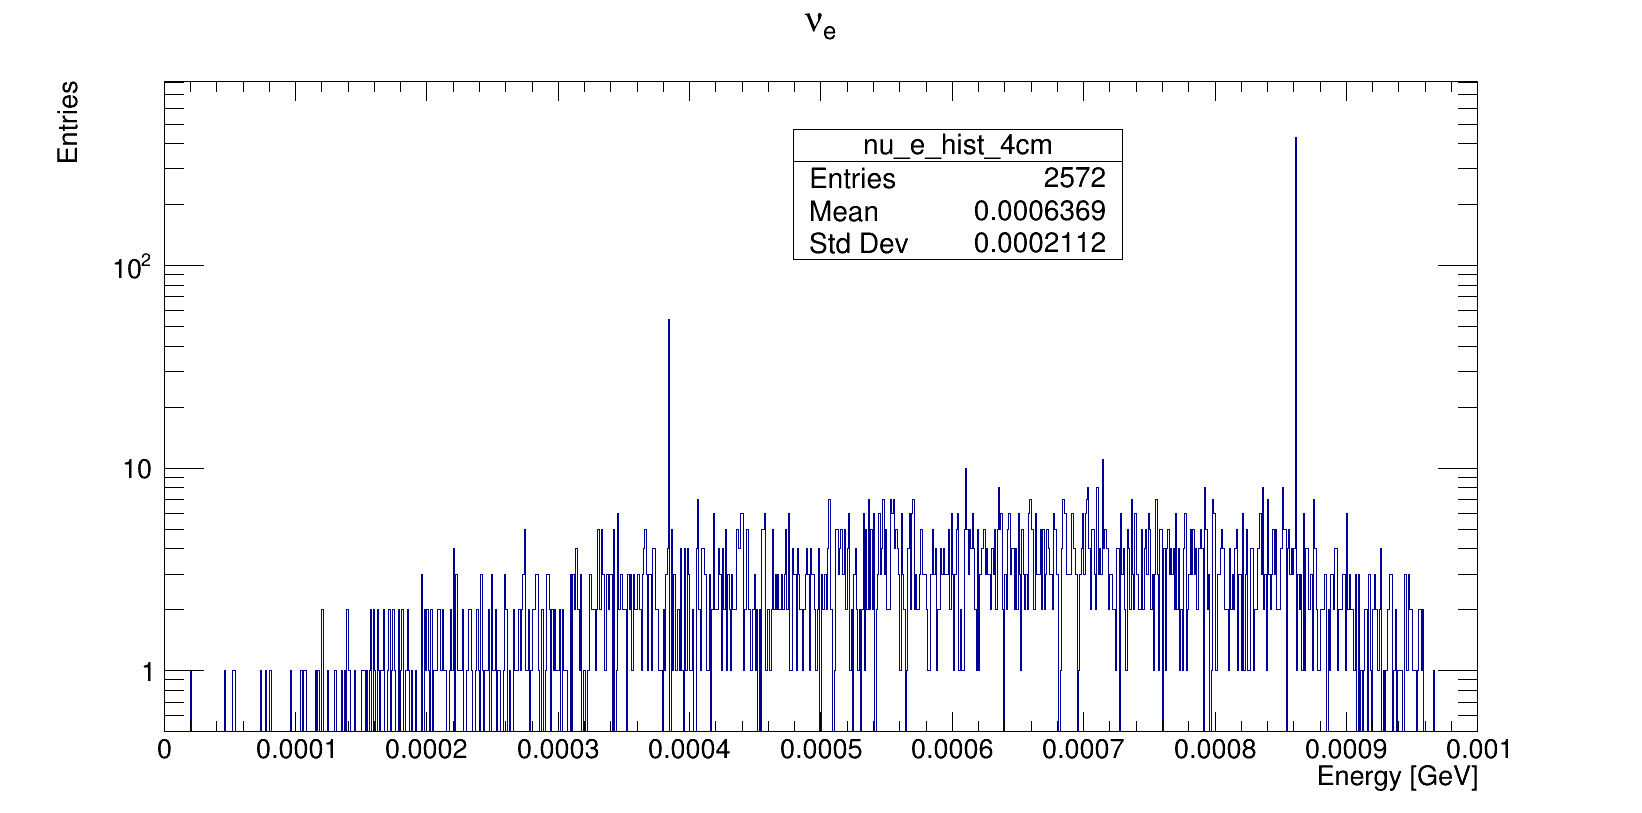 νe
Entries
nu_e_hist_4cm
Entries 2572
Mean 0.0006369
Std Dev 0.0002112
10²
10
1
0 0.0001 0.0002 0.0003 0.0004 0.0005 0.0006 0.0007 0.0008 0.0009 0.001
Energy [GeV]